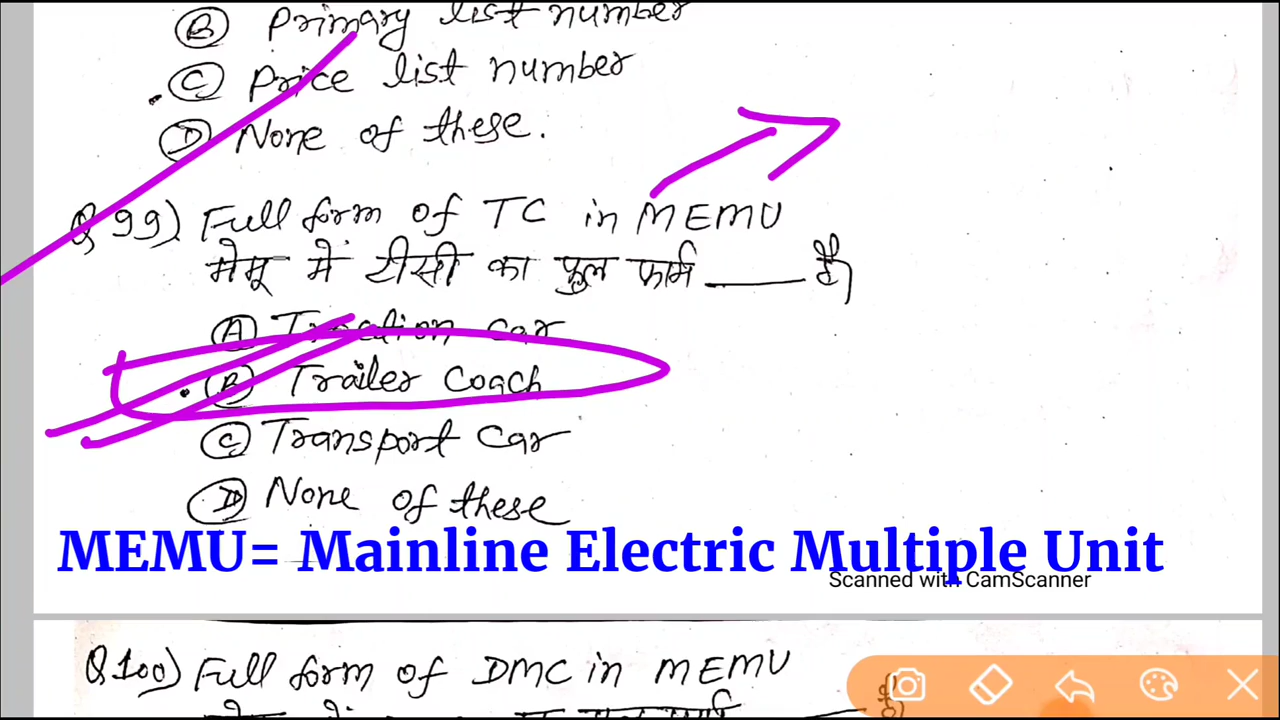 (B) Primary list number
(C) Price list number
(D) None of these.
Q 99) Full form of TC in MEMU
मेमू में टीसी का फुल फार्म ______ है।
(A) Traction car
(B) Trailer Coach
(C) Transport Car
(D) None of these
MEMU= Mainline Electric Multiple Unit
Scanned with CamScanner
Q 100) Full form of DMC in MEMU